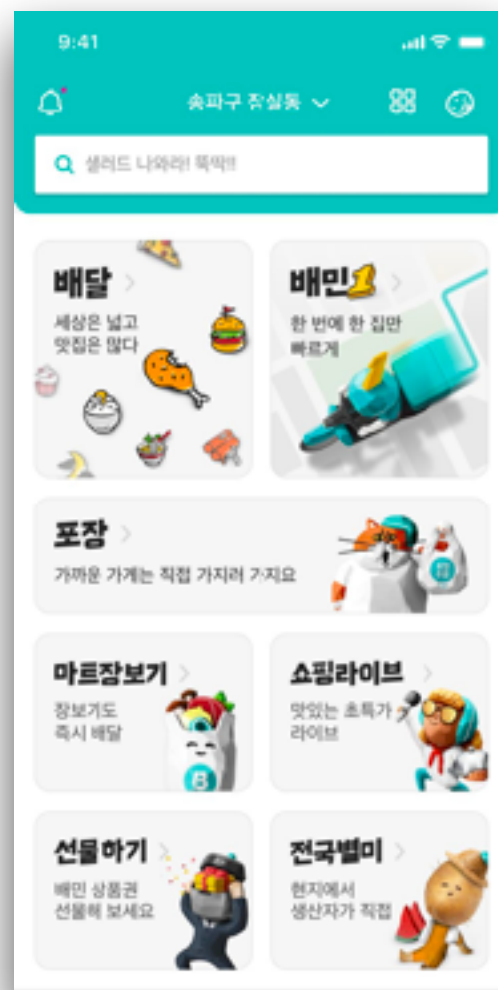 9:41
송파구 잠실동
샐러드 나와라! 뚝딱!!
배달
세상은 넓고
맛집은 많다
배민1
한 번에 한 집만
빠르게
포장
가까운 가게는 직접 가지러 가지요
마트장보기
장보기도
즉시 배달
쇼핑라이브
맛있는 초특가
라이브
선물하기
배민 상품권
선물해 보세요
전국별미
현지에서
생산자가 직접